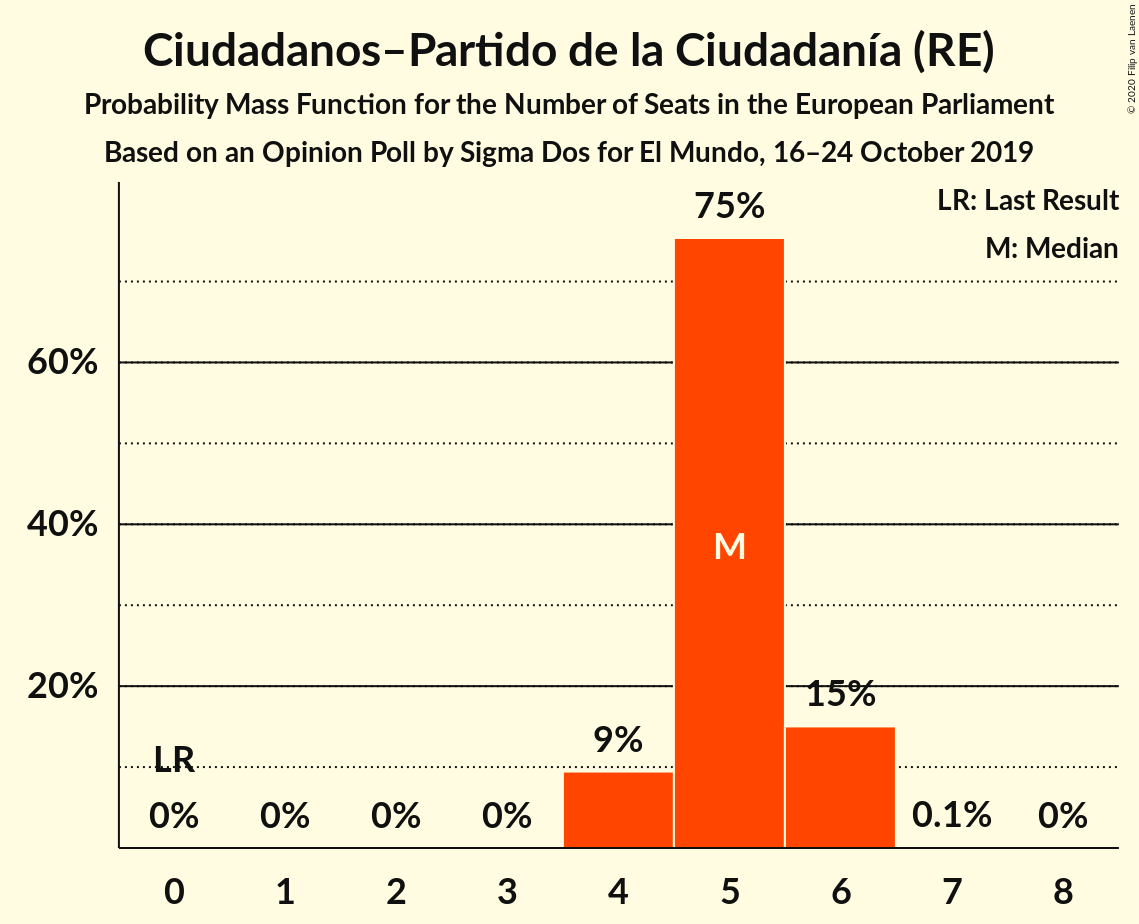 Ciudadanos–Partido de la Ciudadanía (RE)
Probability Mass Function for the Number of Seats in the European Parliament
Based on an Opinion Poll by Sigma Dos for El Mundo, 16–24 October 2019
© 2020 Filip van Laenen
LR: Last Result
M: Median
75%
60%
40%
M
20%
15%
9%
LR
0% 0% 0% 0% 0.1% 0%
0 1 2 3 4 5 6 7 8